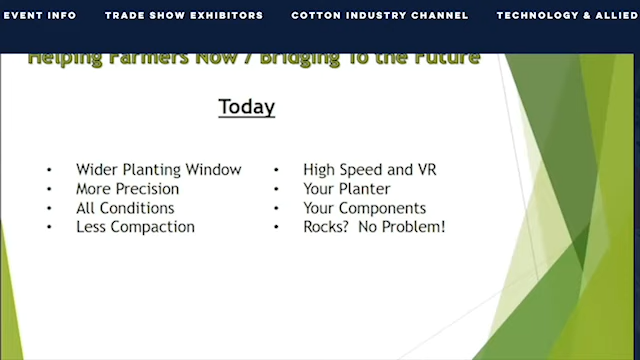 EVENT INFO TRADE SHOW EXHIBITORS COTTON INDUSTRY CHANNEL TECHNOLOGY & ALLIED
Helping Farmers Now / Bridging To the Future
Today
• Wider Planting Window
• More Precision
• All Conditions
• Less Compaction
• High Speed and VR
• Your Planter
• Your Components
• Rocks? No Problem!